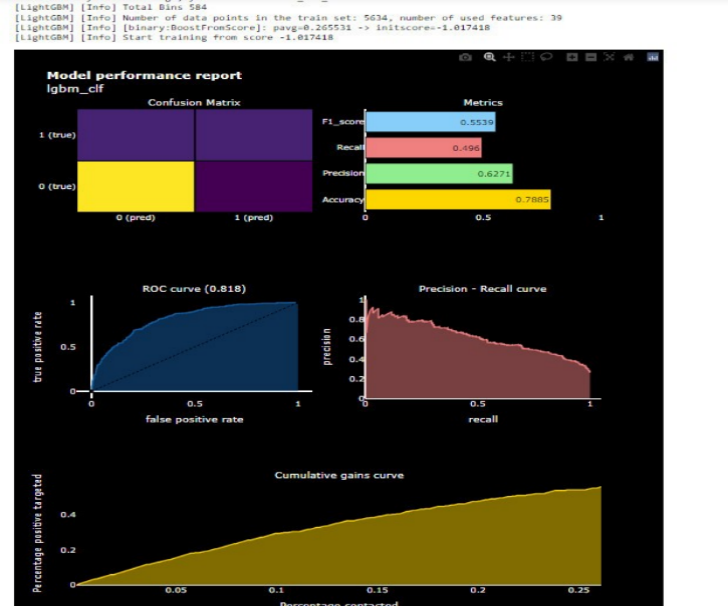 [LightGBM] [Info] Total Bins 584
[LightGBM] [Info] Number of data points in the train set: 5634, number of used features: 39
[LightGBM] [Info] [binary:BoostFromScore]: pavg=0.265531 -> initscore=-1.017418
[LightGBM] [Info] Start training from score -1.017418
Model performance report
lgbm_clf
Confusion Matrix
1 (true)
0 (true)
0 (pred) 1 (pred)
Metrics
F1_score 0.5539
Recall 0.496
Precision 0.6271
Accuracy 0.7885
0 0.5 1
ROC curve (0.818)
true positive rate
1
0.5
0
0 0.5 1
false positive rate
Precision - Recall curve
precision
1
0.8
0.6
0.4
0.2
0 0.5 1
recall
Cumulative gains curve
Percentage positive targeted
0.4
0.2
0
0.05 0.1 0.15 0.2 0.25
Percentage contacted